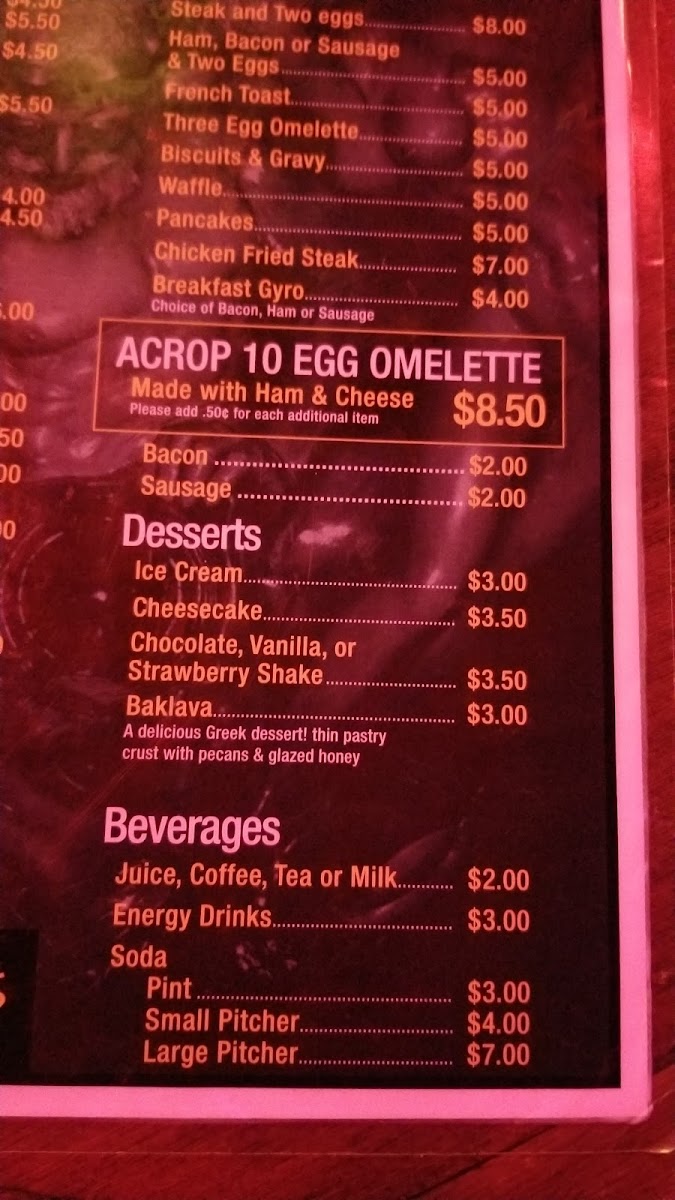 $5.50
$4.50
$5.50
4.00
4.50
.00
00
50
00
00
Steak and Two eggs.................... $8.00
Ham, Bacon or Sausage
& Two Eggs.................... $5.00
French Toast.................... $5.00
Three Egg Omelette.................... $5.00
Biscuits & Gravy.................... $5.00
Waffle.................... $5.00
Pancakes.................... $5.00
Chicken Fried Steak.................... $7.00
Breakfast Gyro.................... $4.00
Choice of Bacon, Ham or Sausage
ACROP 10 EGG OMELETTE
Made with Ham & Cheese $8.50
Please add .50¢ for each additional item
Bacon .................... $2.00
Sausage .................... $2.00
Desserts
Ice Cream.................... $3.00
Cheesecake.................... $3.50
Chocolate, Vanilla, or
Strawberry Shake.................... $3.50
Baklava.................... $3.00
A delicious Greek dessert! thin pastry
crust with pecans & glazed honey
Beverages
Juice, Coffee, Tea or Milk........... $2.00
Energy Drinks.................... $3.00
Soda
Pint .................... $3.00
Small Pitcher.................... $4.00
Large Pitcher.................... $7.00